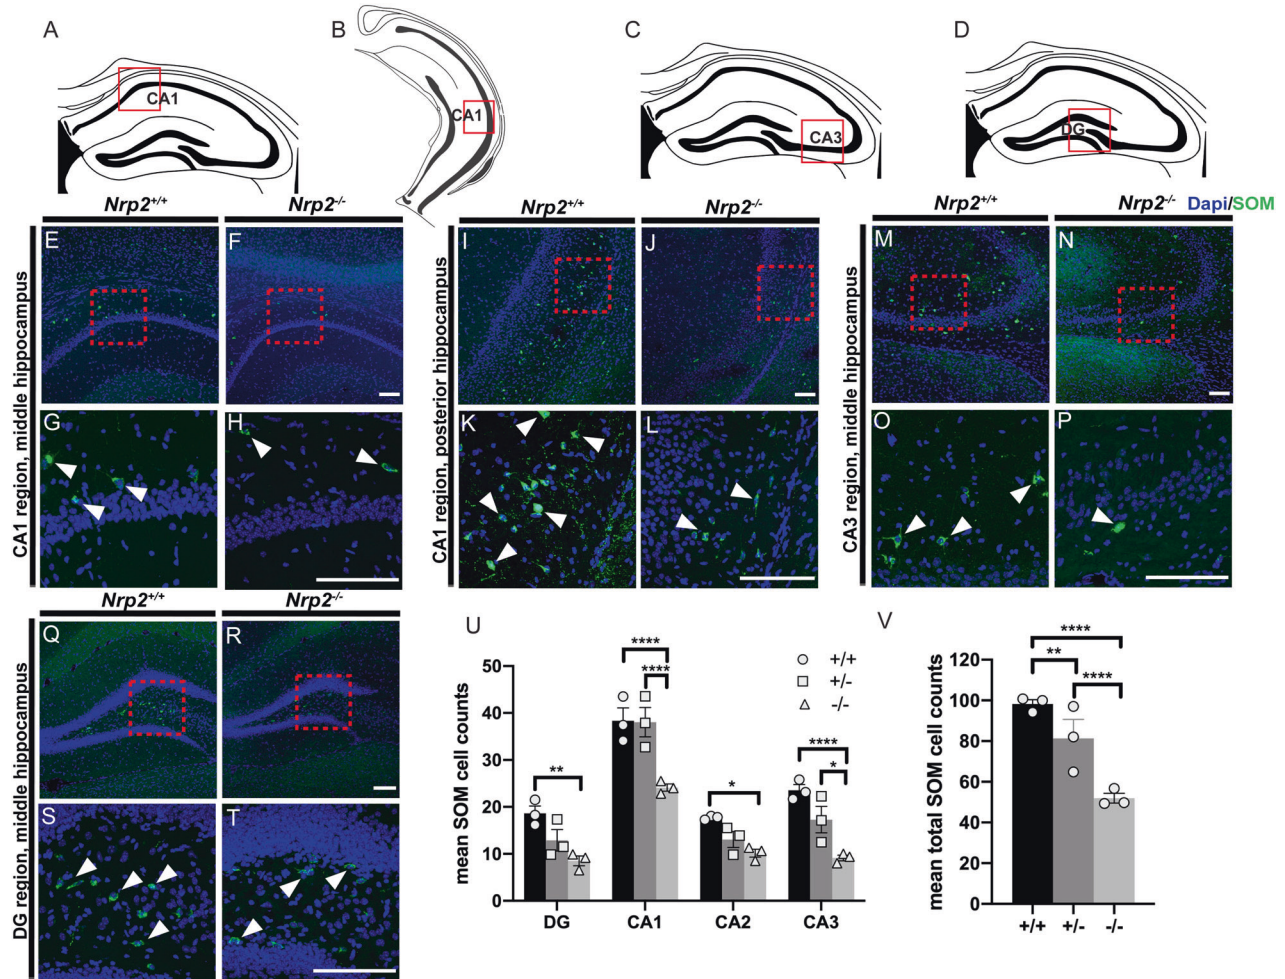 A
B
C
D
CA1
CA1
CA3
DG
Nrp2+/+
Nrp2-/-
Nrp2+/+
Nrp2-/-
Nrp2+/+
Nrp2-/-
Dapi/SOM
CA1 region, middle hippocampus
E
F
G
H
CA1 region, posterior hippocampus
I
J
K
L
CA3 region, middle hippocampus
M
N
O
P
Nrp2+/+
Nrp2-/-
DG region, middle hippocampus
Q
R
S
T
U
mean SOM cell counts
50
40
30
20
10
0
**
****
****
*
****
*
+/+
+/-
-/-
DG
CA1
CA2
CA3
V
mean total SOM cell counts
120
100
80
60
40
20
0
****
**
****
+/+
+/-
-/-